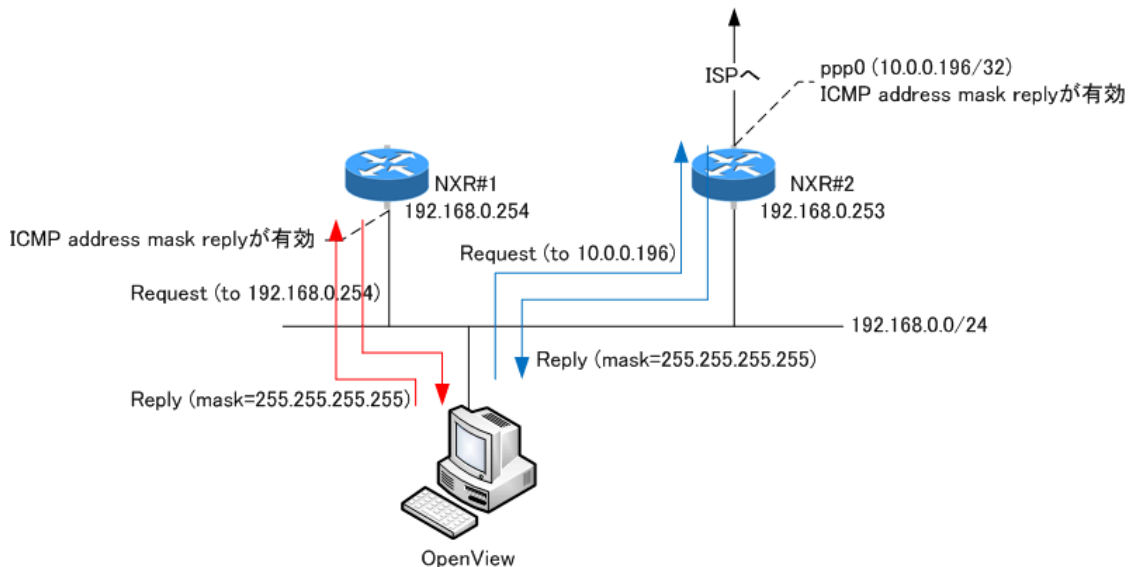 ISPへ
ppp0 (10.0.0.196/32)
ICMP address mask replyが有効
NXR#1
192.168.0.254
NXR#2
192.168.0.253
ICMP address mask replyが有効
Request (to 10.0.0.196)
Request (to 192.168.0.254)
192.168.0.0/24
Reply (mask=255.255.255.255)
Reply (mask=255.255.255.255)
OpenView